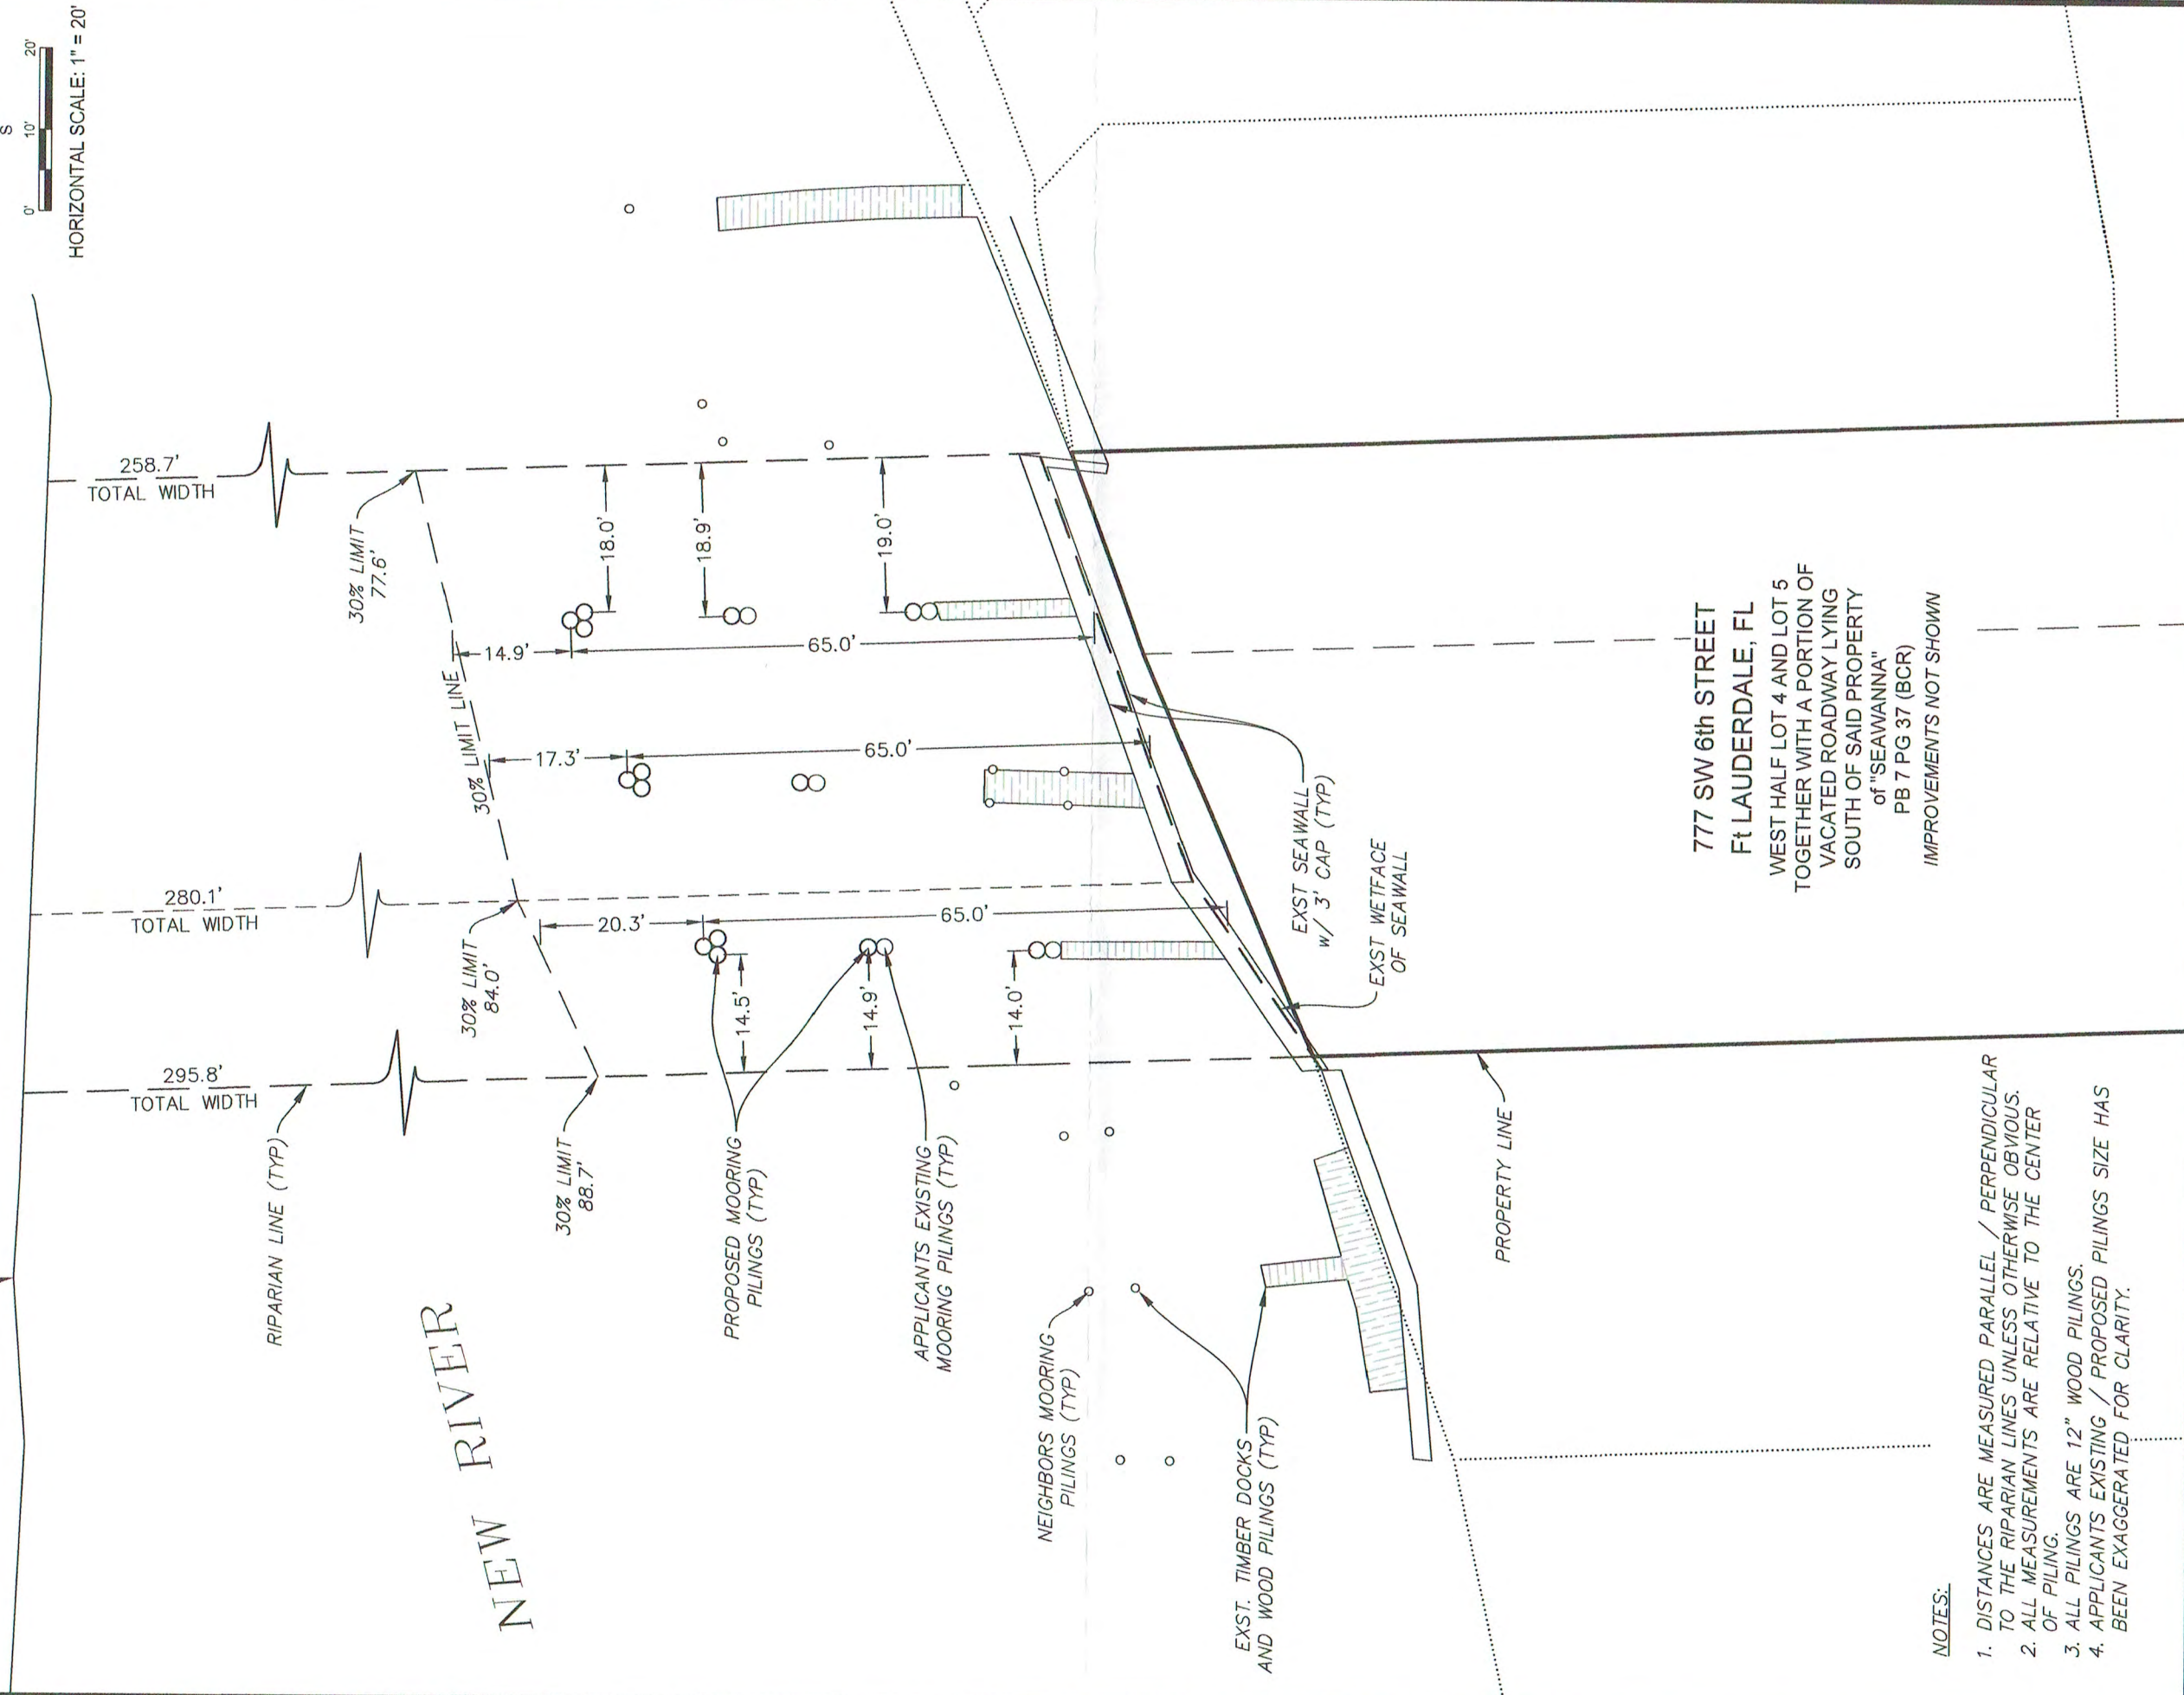 S
0' 10' 20'
HORIZONTAL SCALE: 1" = 20'
258.7'
TOTAL WIDTH
280.1'
TOTAL WIDTH
295.8'
TOTAL WIDTH
30% LIMIT
77.6'
30% LIMIT
84.0'
30% LIMIT
88.7'
30% LIMIT LINE
18.0'
18.9'
19.0'
14.9'
65.0'
17.3'
65.0'
20.3'
65.0'
14.5'
14.9'
14.0'
RIPARIAN LINE (TYP)
NEW RIVER
PROPOSED MOORING
PILINGS (TYP)
APPLICANTS EXISTING
MOORING PILINGS (TYP)
NEIGHBORS MOORING
PILINGS (TYP)
EXST. TIMBER DOCKS
AND WOOD PILINGS (TYP)
EXST SEAWALL
w/ 3' CAP (TYP)
EXST WETFACE
OF SEAWALL
PROPERTY LINE
777 SW 6th STREET
Ft LAUDERDALE, FL
WEST HALF LOT 4 AND LOT 5
TOGETHER WITH A PORTION OF
VACATED ROADWAY LYING
SOUTH OF SAID PROPERTY
of "SEAWANNA"
PB 7 PG 37 (BCR)
IMPROVEMENTS NOT SHOWN
NOTES:
1. DISTANCES ARE MEASURED PARALLEL / PERPENDICULAR
TO THE RIPARIAN LINES UNLESS OTHERWISE OBVIOUS.
2. ALL MEASUREMENTS ARE RELATIVE TO THE CENTER
OF PILING.
3. ALL PILINGS ARE 12" WOOD PILINGS.
4. APPLICANTS EXISTING / PROPOSED PILINGS SIZE HAS
BEEN EXAGGERATED FOR CLARITY.